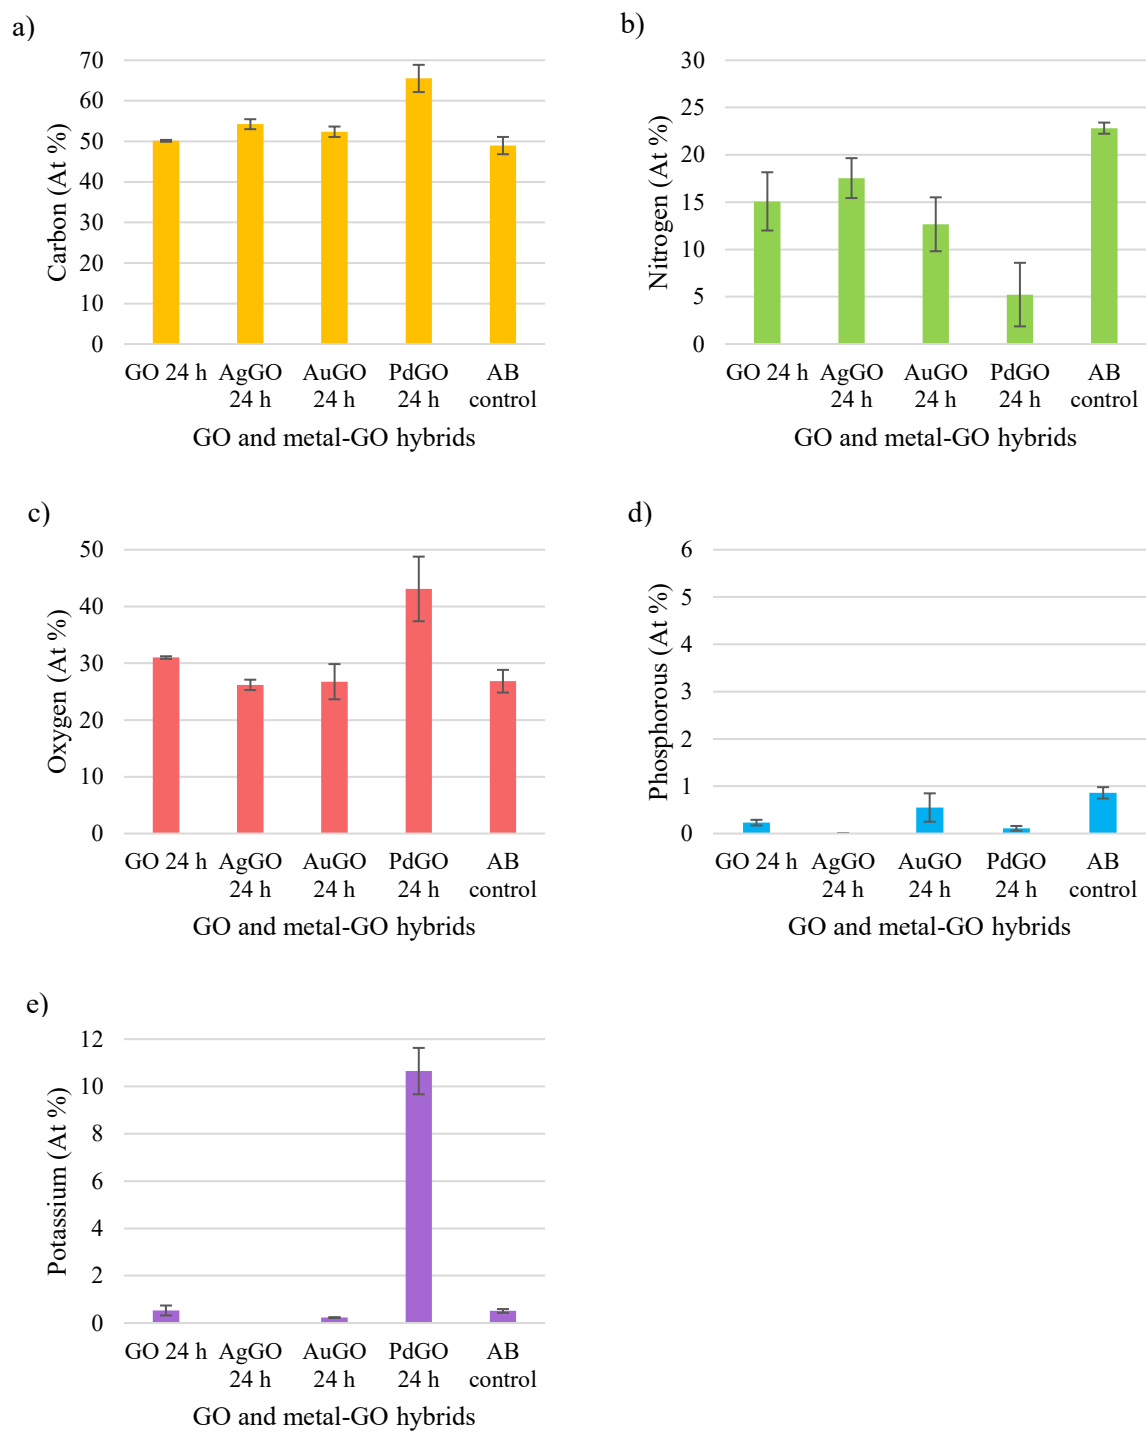 a)
70
60
50
40
30
20
10
0
Carbon (At %)
GO 24 h AgGO AuGO PdGO AB
24 h 24 h 24 h control
GO and metal-GO hybrids
b)
30
25
20
15
10
5
0
Nitrogen (At %)
GO 24 h AgGO AuGO PdGO AB
24 h 24 h 24 h control
GO and metal-GO hybrids
c)
50
40
30
20
10
0
Oxygen (At %)
GO 24 h AgGO AuGO PdGO AB
24 h 24 h 24 h control
GO and metal-GO hybrids
d)
6
5
4
3
2
1
0
Phosphorous (At %)
GO 24 h AgGO AuGO PdGO AB
24 h 24 h 24 h control
GO and metal-GO hybrids
e)
12
10
8
6
4
2
0
Potassium (At %)
GO 24 h AgGO AuGO PdGO AB
24 h 24 h 24 h control
GO and metal-GO hybrids